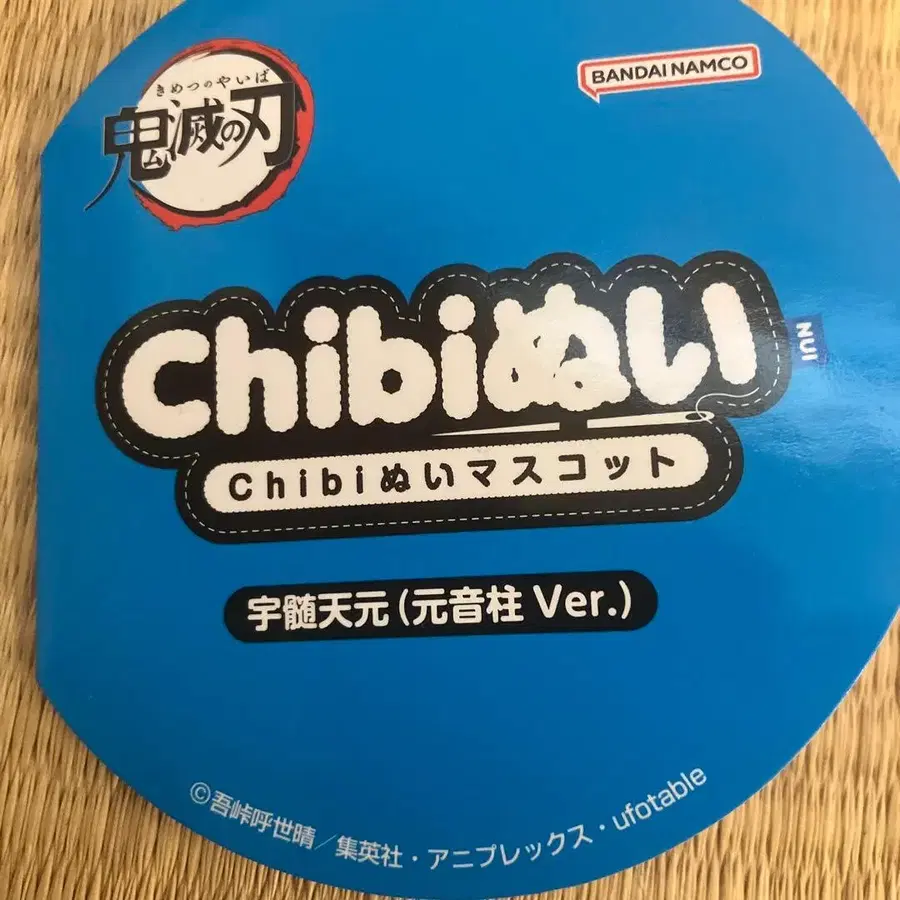 きめつのやいば
鬼滅の刃
BANDAI NAMCO
Chibiぬい
NUI
Chibiぬいマスコット
宇髄天元(元音柱 Ver.)
©吾峠呼世晴/集英社・アニプレックス・ufotable